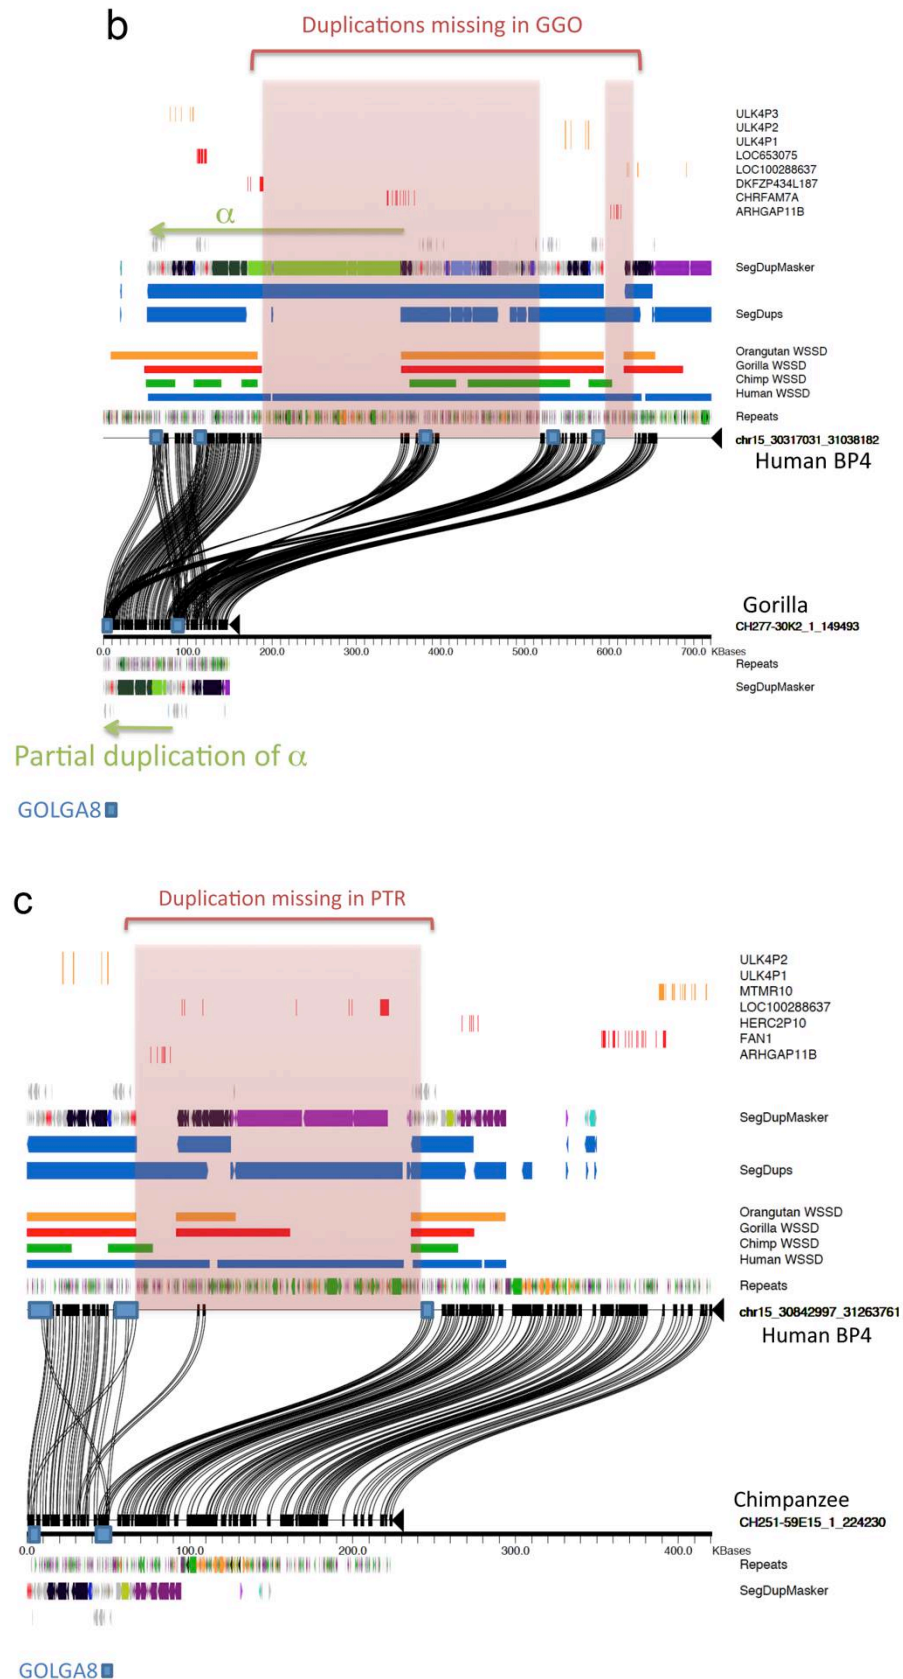 b
Duplications missing in GGO
ULK4P3
ULK4P2
ULK4P1
LOC653075
LOC100288637
DKFZP434L187
CHRFAM7A
ARHGAP11B
α
SegDupMasker
SegDups
Orangutan WSSD
Gorilla WSSD
Chimp WSSD
Human WSSD
Repeats
chr15_30317031_31038182
Human BP4
Gorilla
CH277-30K2_1_149493
0.0 100.0 200.0 300.0 400.0 500.0 600.0 700.0 KBases
Repeats
SegDupMasker
Partial duplication of α
GOLGA8
c
Duplication missing in PTR
ULK4P2
ULK4P1
MTMR10
LOC100288637
HERC2P10
FAN1
ARHGAP11B
SegDupMasker
SegDups
Orangutan WSSD
Gorilla WSSD
Chimp WSSD
Human WSSD
Repeats
chr15_30842997_31263761
Human BP4
Chimpanzee
CH251-59E15_1_224230
0.0 100.0 200.0 300.0 400.0 KBases
Repeats
SegDupMasker
GOLGA8